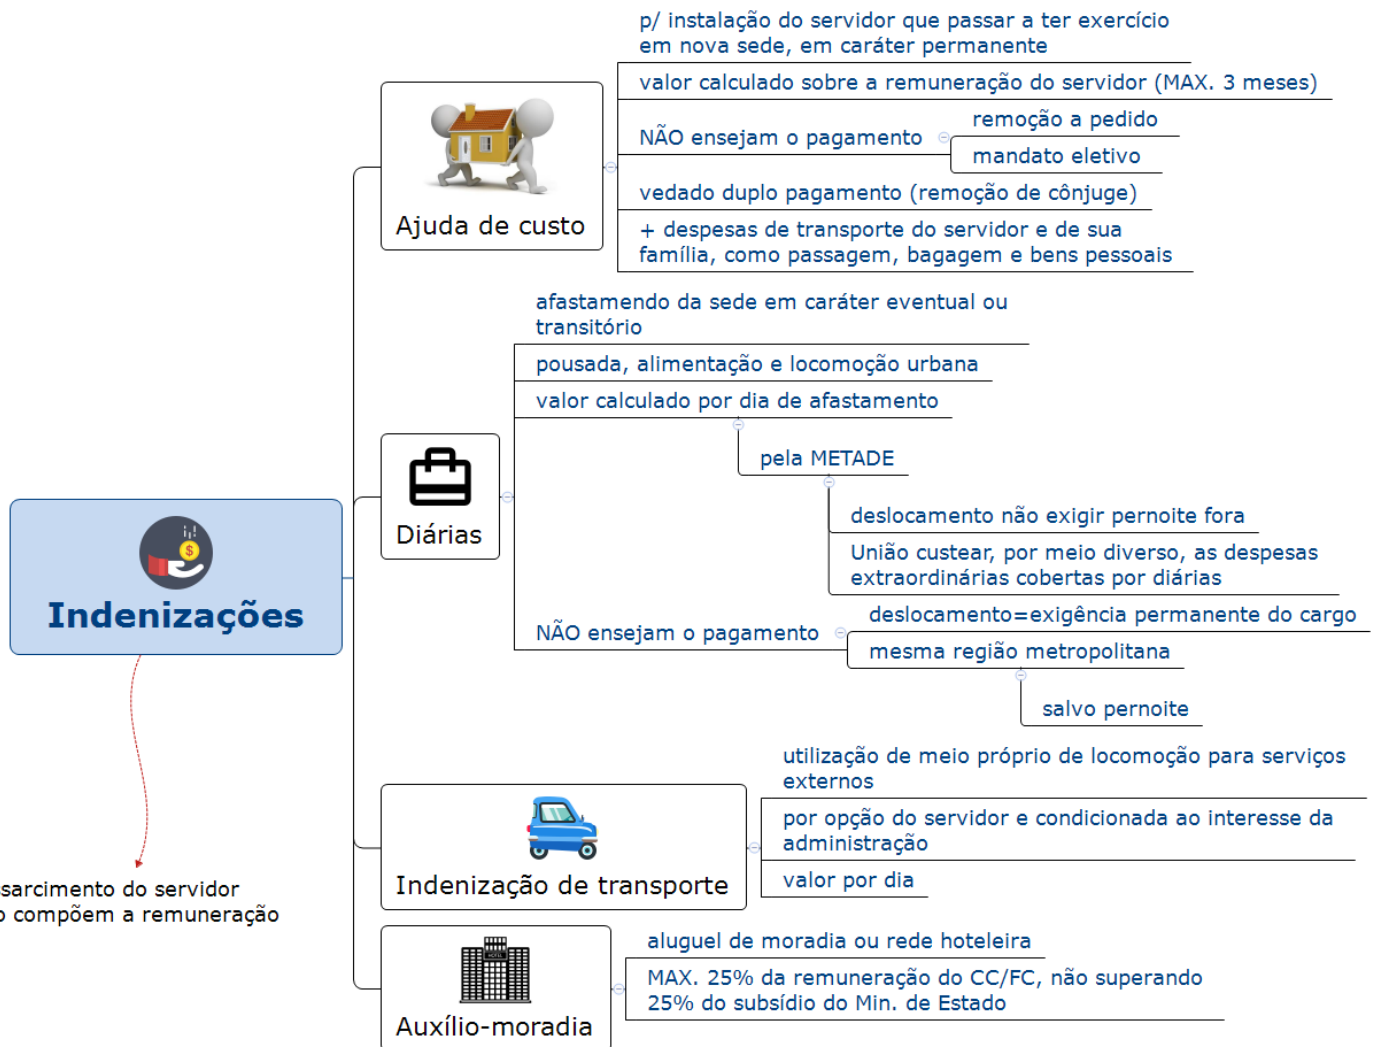 p/ instalação do servidor que passar a ter exercício
em nova sede, em caráter permanente
valor calculado sobre a remuneração do servidor (MAX. 3 meses)
NÃO ensejam o pagamento
remoção a pedido
mandato eletivo
vedado duplo pagamento (remoção de cônjuge)
+ despesas de transporte do servidor e de sua
família, como passagem, bagagem e bens pessoais
Ajuda de custo
afastamendo da sede em caráter eventual ou
transitório
pousada, alimentação e locomoção urbana
valor calculado por dia de afastamento
pela METADE
deslocamento não exigir pernoite fora
União custear, por meio diverso, as despesas
extraordinárias cobertas por diárias
Diárias
NÃO ensejam o pagamento
deslocamento=exigência permanente do cargo
mesma região metropolitana
salvo pernoite
$
Indenizações
utilização de meio próprio de locomoção para serviços
externos
por opção do servidor e condicionada ao interesse da
administração
valor por dia
Indenização de transporte
do servidor
compõem a remuneração
HOTEL
aluguel de moradia ou rede hoteleira
MAX. 25% da remuneração do CC/FC, não superando
25% do subsídio do Min. de Estado
Auxílio-moradia